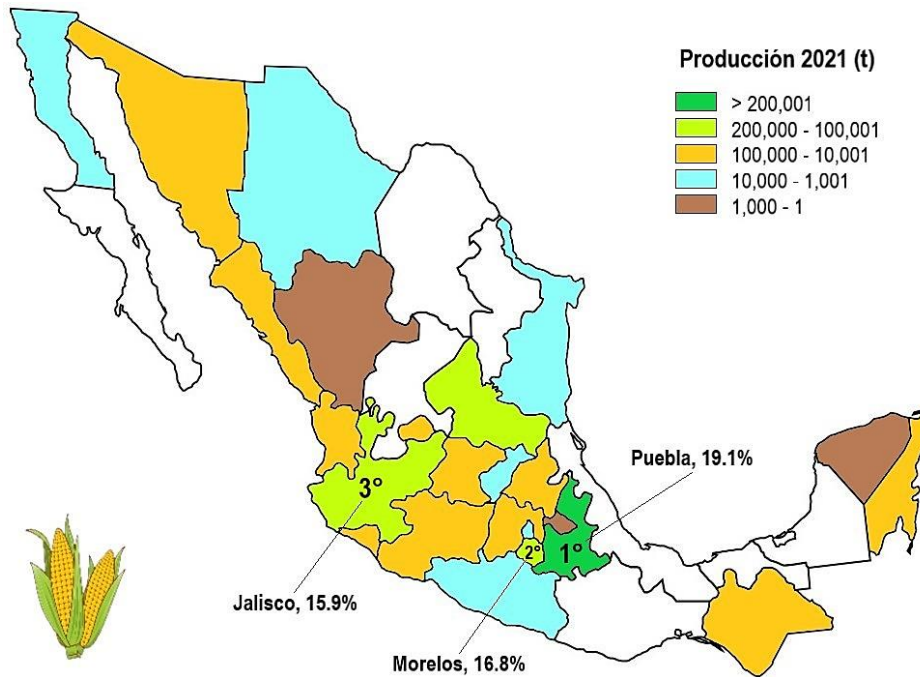 Producción 2021 (t)
> 200,001
200,000 - 100,001
100,000 - 10,001
10,000 - 1,001
1,000 - 1
Puebla, 19.1%
3°
2°
1°
Jalisco, 15.9%
Morelos, 16.8%